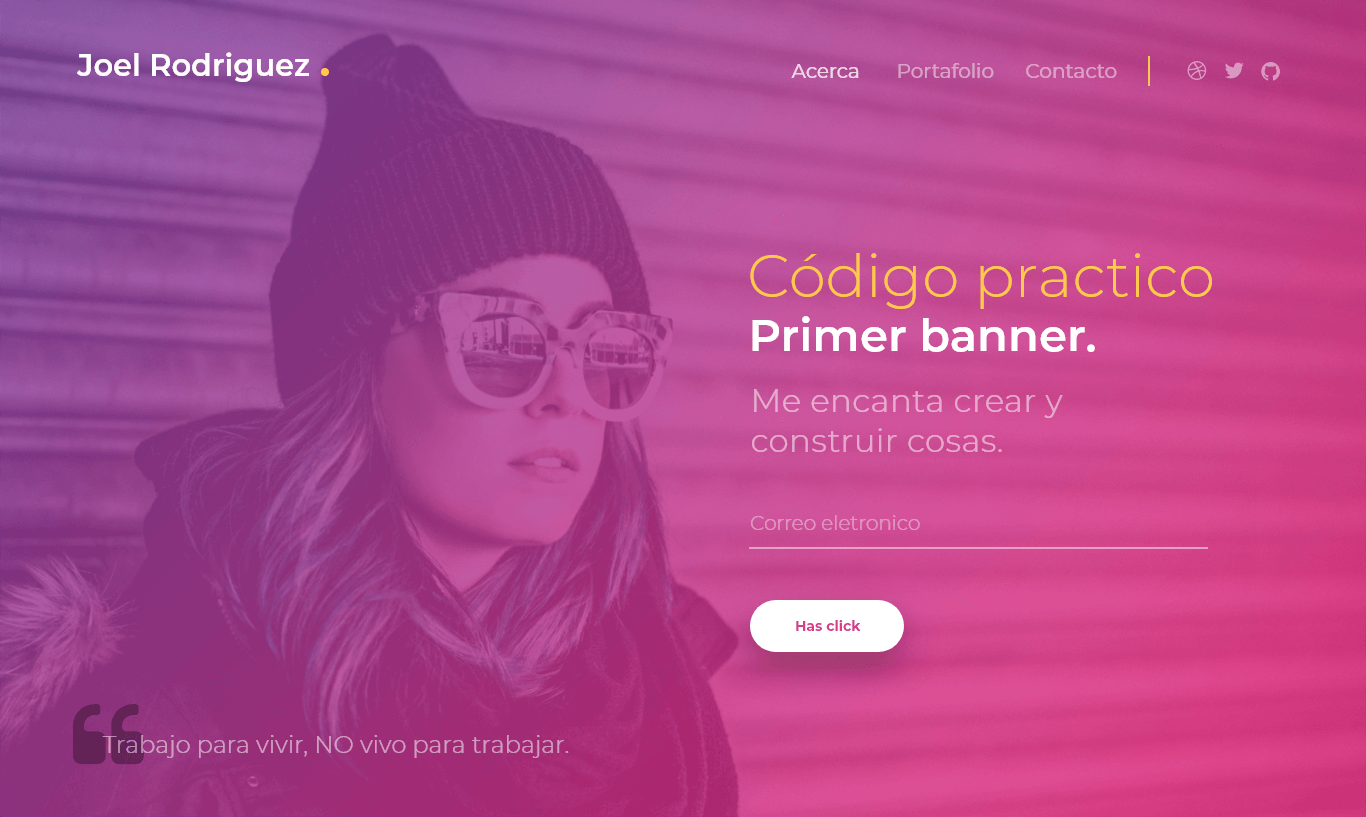 Joel Rodriguez .
Acerca Portafolio Contacto
Código practico
Primer banner.
Me encanta crear y
construir cosas.
Correo eletronico
Has click
Trabajo para vivir, NO vivo para trabajar.